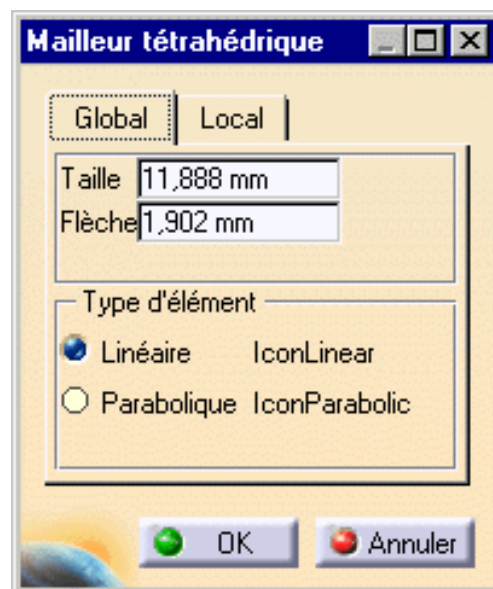 Mailleur tétrahédrique
Global Local
Taille 11,888 mm
Flèche 1,902 mm
Type d'élément
Linéaire IconLinear
Parabolique IconParabolic
OK Annuler